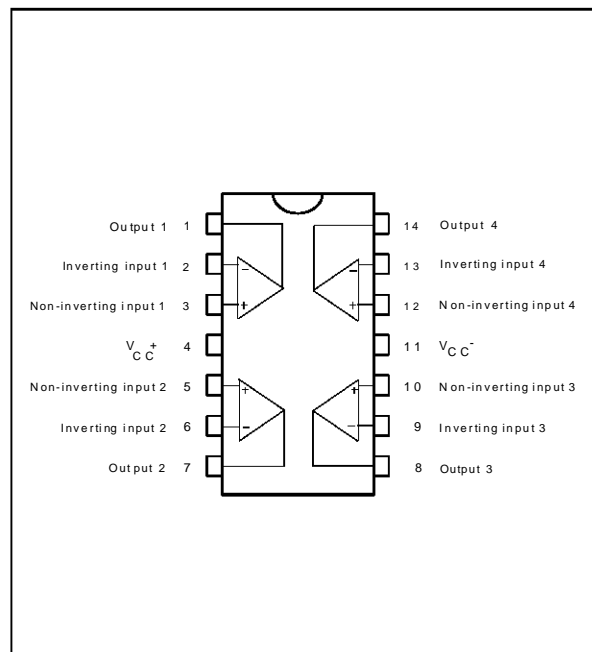 Output 1 1 14 Output 4
Inverting input 1 2 - - 13 Inverting input 4
Non-inverting input 1 3 + + 12 Non-inverting input 4
VCC+ 4 11 VCC-
Non-inverting input 2 5 + + 10 Non-inverting input 3
Inverting input 2 6 - - 9 Inverting input 3
Output 2 7 8 Output 3